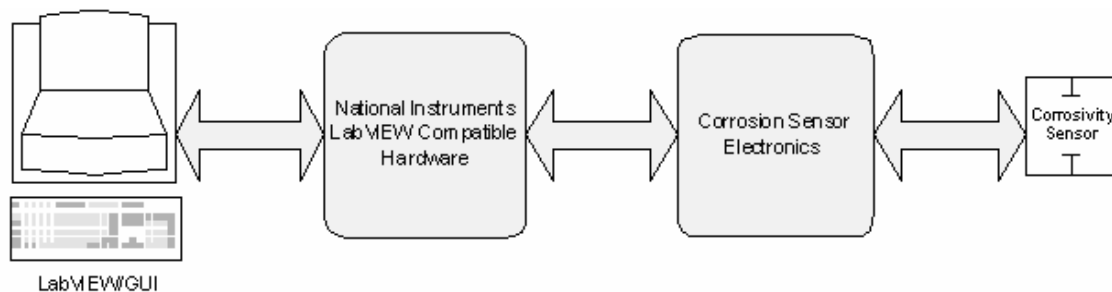 National Instruments
LabVIEW Compatible
Hardware
Corrosion Sensor
Electronics
Corrosivity
Sensor
LabVIEW/GUI